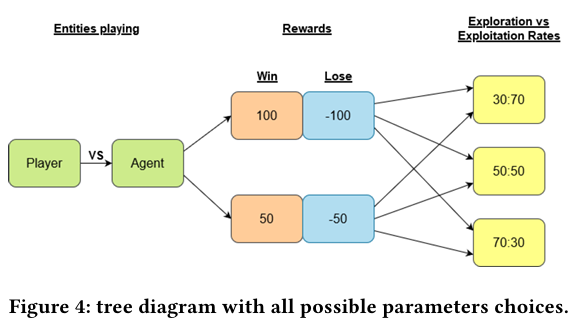 Entities playing
Rewards
Exploration vs
Exploitation Rates
Win
Lose
100
-100
30:70
Player
VS
Agent
50:50
50
-50
70:30
Figure 4: tree diagram with all possible parameters choices.